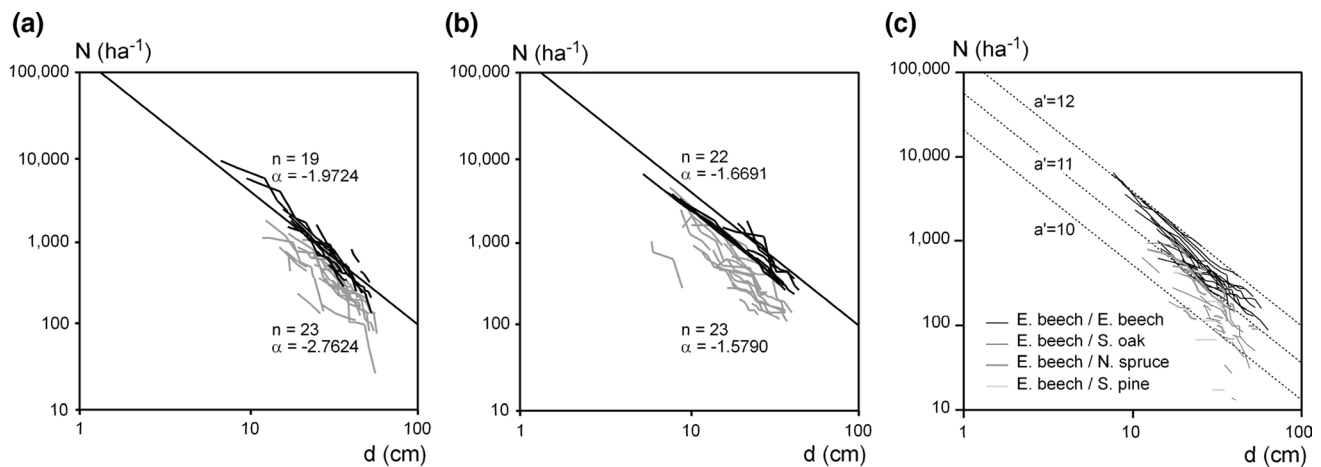 (a)
N (ha-1)
100,000
10,000
1,000
100
10
n = 19
α = -1.9724
n = 23
α = -2.7624
1
10
100
d (cm)
(b)
N (ha-1)
100,000
10,000
1,000
100
10
n = 22
α = -1.6691
n = 23
α = -1.5790
1
10
100
d (cm)
(c)
N (ha-1)
100,000
10,000
1,000
100
10
a'=12
a'=11
a'=10
E. beech / E. beech
E. beech / S. oak
E. beech / N. spruce
E. beech / S. pine
1
10
100
d (cm)